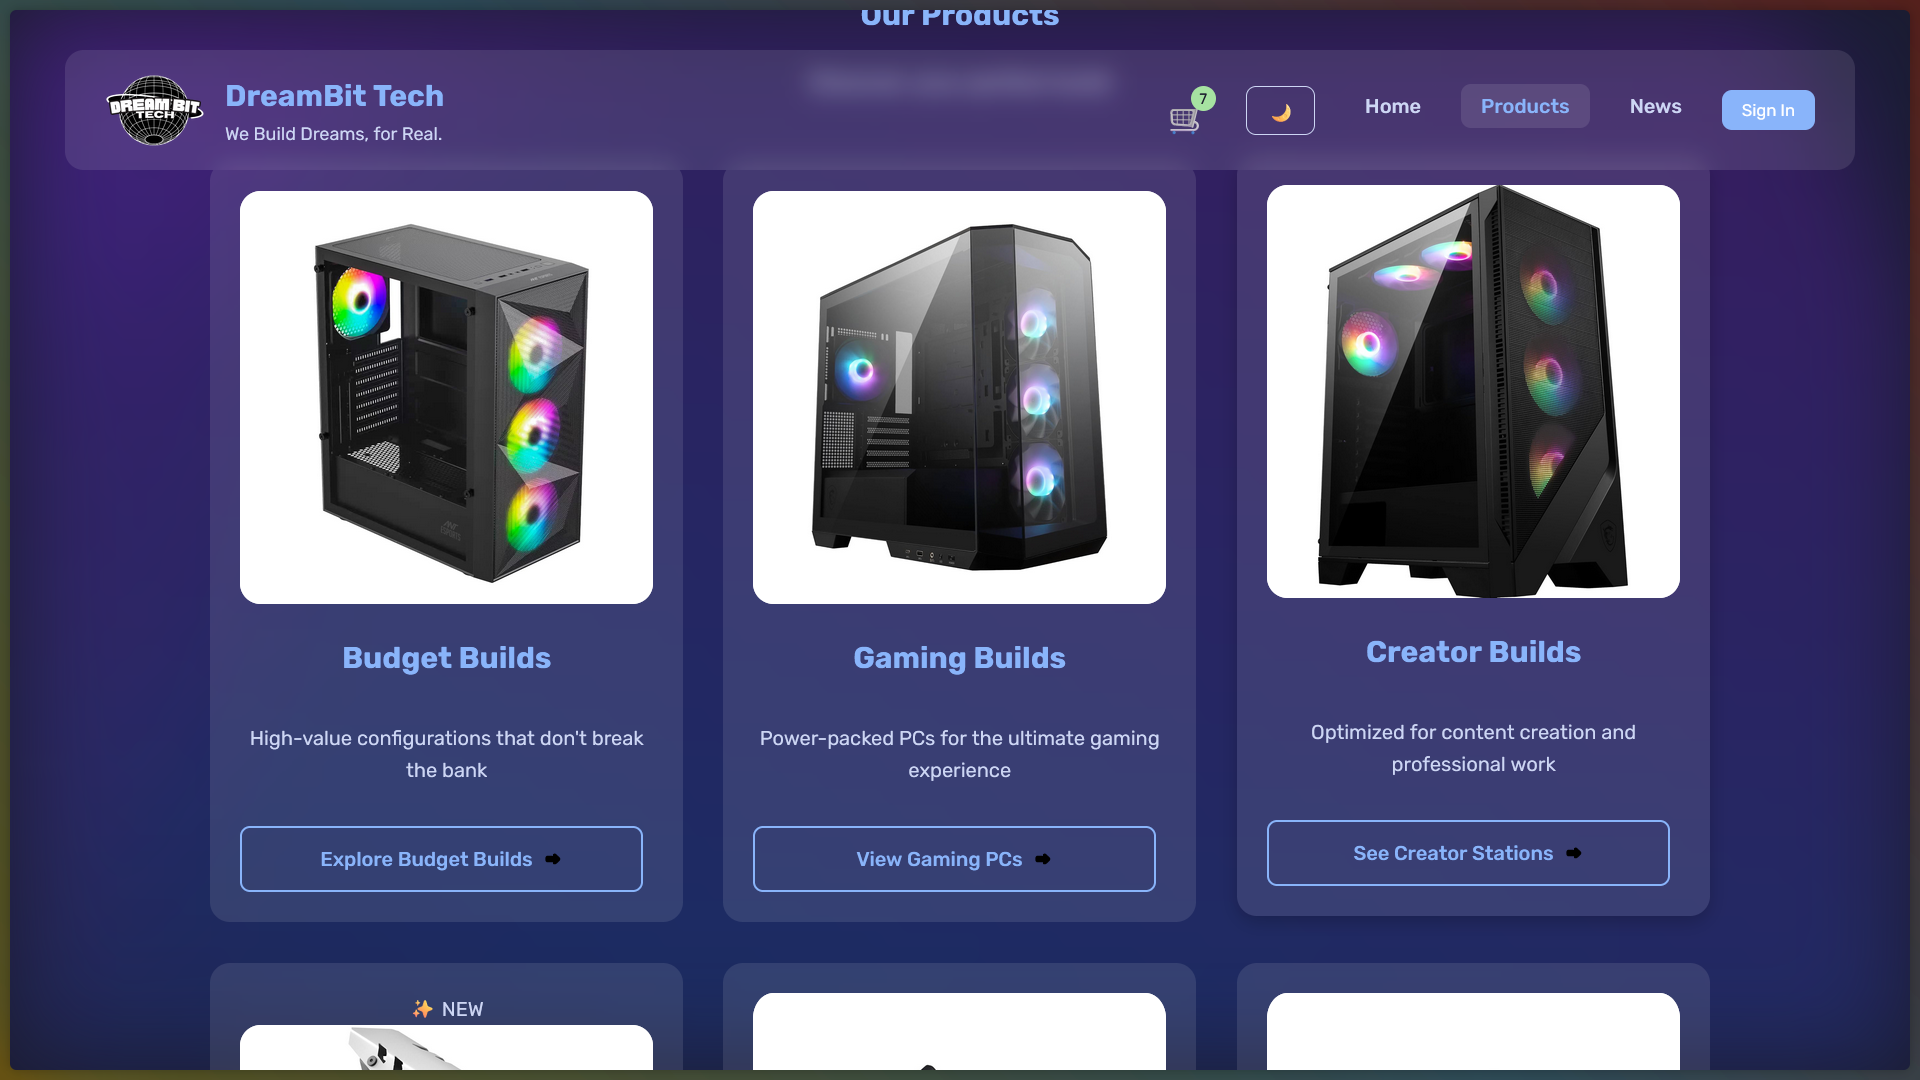 Our Products
DREAM BIT
TECH
DreamBit Tech
We Build Dreams, for Real.
7
Home
Products
News
Sign In
Budget Builds
High-value configurations that don't break
the bank
Explore Budget Builds
Gaming Builds
Power-packed PCs for the ultimate gaming
experience
View Gaming PCs
Creator Builds
Optimized for content creation and
professional work
See Creator Stations
NEW